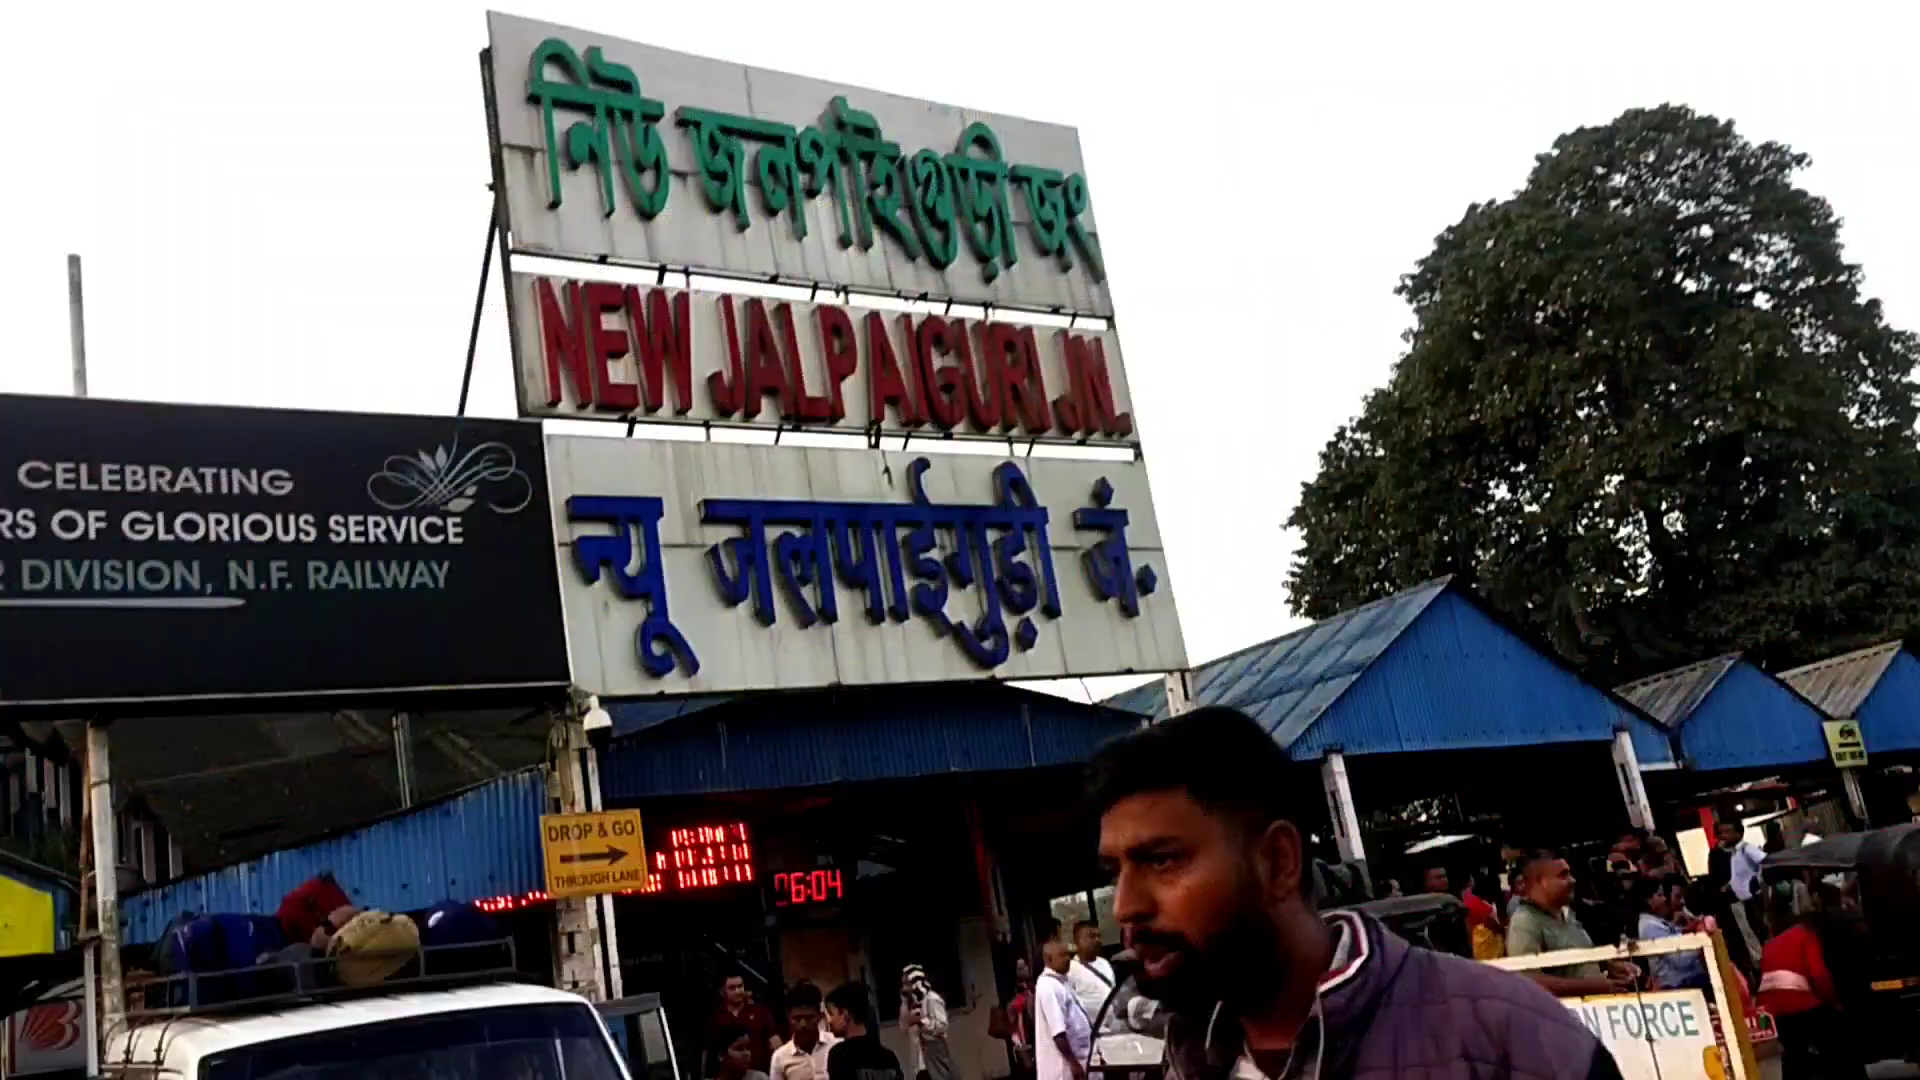 নিউ জলপাইগুড়ী জং
NEW JALPAIGURI JN.
न्यू जलपाईगुड़ी जं.
CELEBRATING
RS OF GLORIOUS SERVICE
R DIVISION, N.F. RAILWAY
DROP & GO
THROUGH LANE
06:04
N FORCE